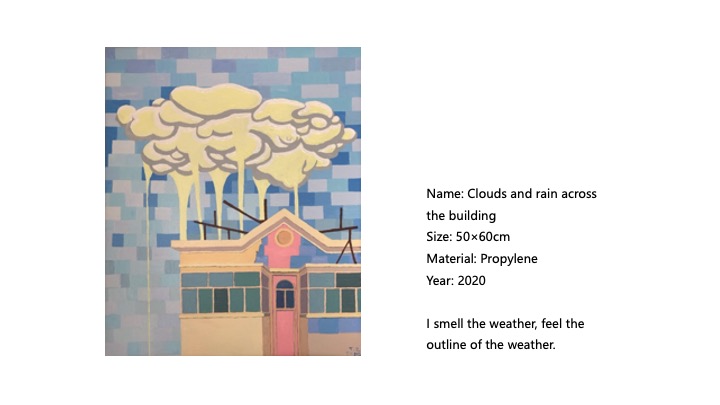 Name: Clouds and rain across
the building
Size: 50×60cm
Material: Propylene
Year: 2020
I smell the weather, feel the
outline of the weather.